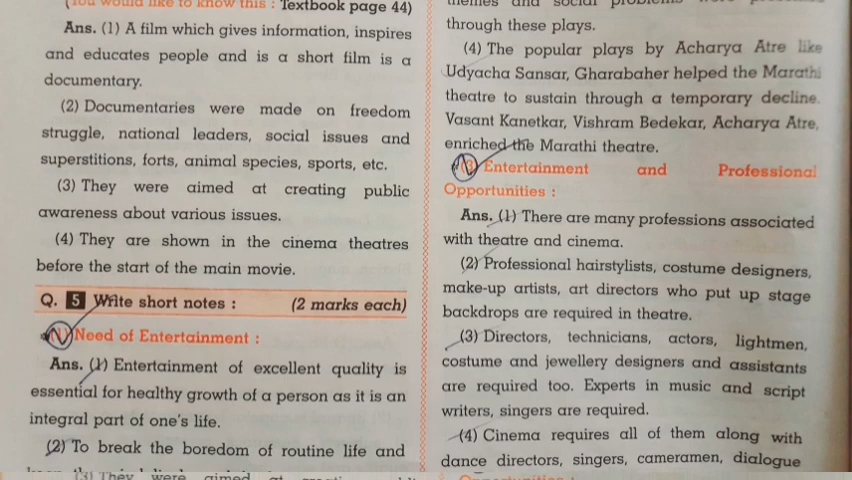 (You would like to know this : Textbook page 44)
Ans. (1) A film which gives information, inspires
and educates people and is a short film is a
documentary.
(2) Documentaries were made on freedom
struggle, national leaders, social issues and
superstitions, forts, animal species, sports, etc.
(3) They were aimed at creating public
awareness about various issues.
(4) They are shown in the cinema theatres
before the start of the main movie.
Q. 5 Write short notes : (2 marks each)
(1) Need of Entertainment :
Ans. (1) Entertainment of excellent quality is
essential for healthy growth of a person as it is an
integral part of one's life.
(2) To break the boredom of routine life and
(3) They were aimed at
themes and social problems were
through these plays.
(4) The popular plays by Acharya Atre like
Udyacha Sansar, Gharabaher helped the Marathi
theatre to sustain through a temporary decline.
Vasant Kanetkar, Vishram Bedekar, Acharya Atre,
enriched the Marathi theatre.
(3) Entertainment and Professional
Opportunities :
Ans. (1) There are many professions associated
with theatre and cinema.
(2) Professional hairstylists, costume designers,
make-up artists, art directors who put up stage
backdrops are required in theatre.
(3) Directors, technicians, actors, lightmen,
costume and jewellery designers and assistants
are required too. Experts in music and script
writers, singers are required.
(4) Cinema requires all of them along with
dance directors, singers, cameramen, dialogue